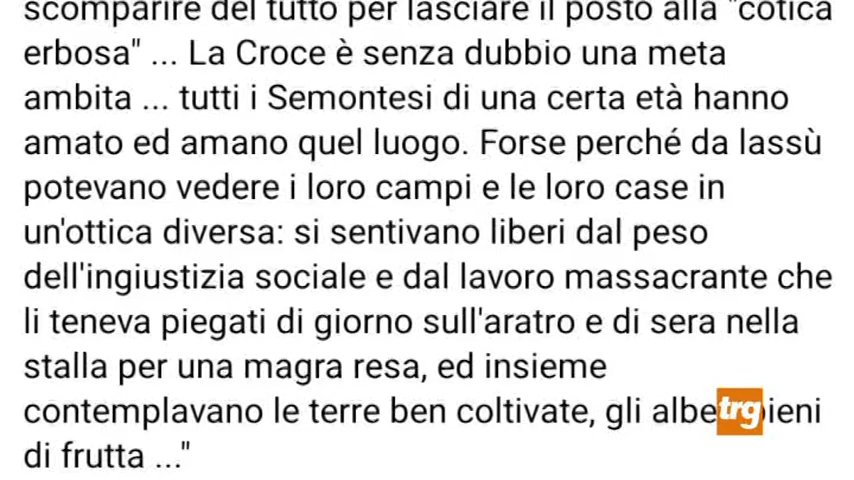 scomparire del tutto per lasciare il posto alla "cotica
erbosa" ... La Croce è senza dubbio una meta
ambita ... tutti i Semontesi di una certa età hanno
amato ed amano quel luogo. Forse perché da lassù
potevano vedere i loro campi e le loro case in
un'ottica diversa: si sentivano liberi dal peso
dell'ingiustizia sociale e dal lavoro massacrante che
li teneva piegati di giorno sull'aratro e di sera nella
stalla per una magra resa, ed insieme
contemplavano le terre ben coltivate, gli
trg
di frutta ..."